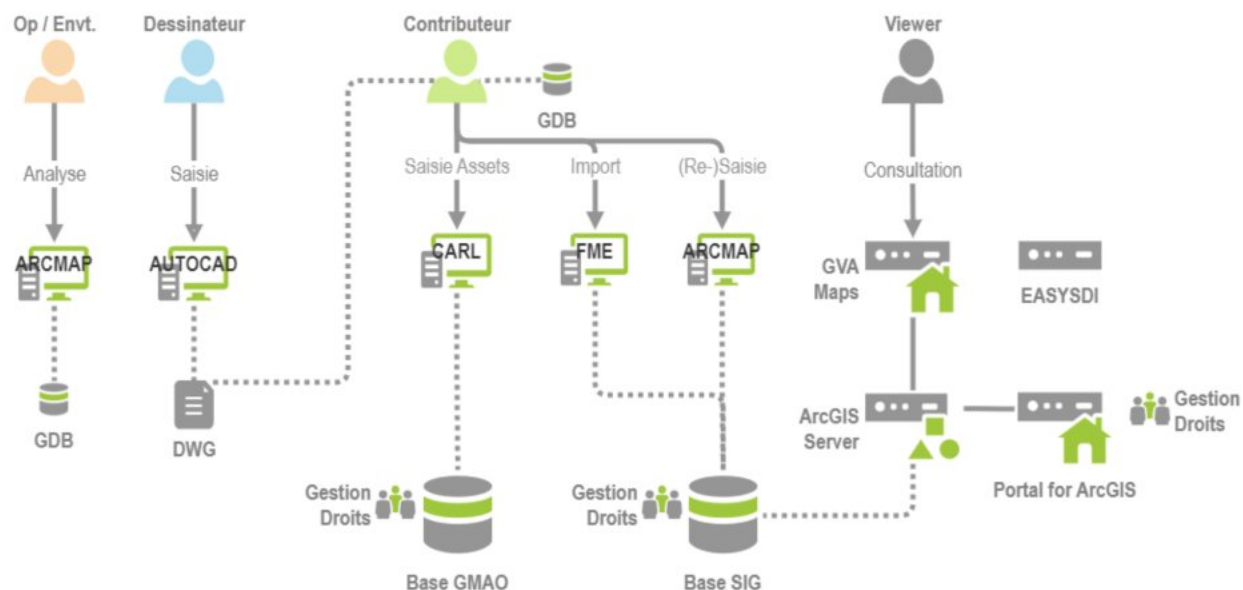 Op / Envt.
Dessinateur
Contributeur
Viewer
GDB
Analyse
Saisie
Saisie Assets
Import
(Re-)Saisie
Consultation
ARCMAP
AUTOCAD
CARL
FME
ARCMAP
GVA
Maps
EASYSDI
GDB
DWG
ArcGIS
Server
Gestion
Droits
Portal for ArcGIS
Gestion
Droits
Gestion
Droits
Base GMAO
Base SIG